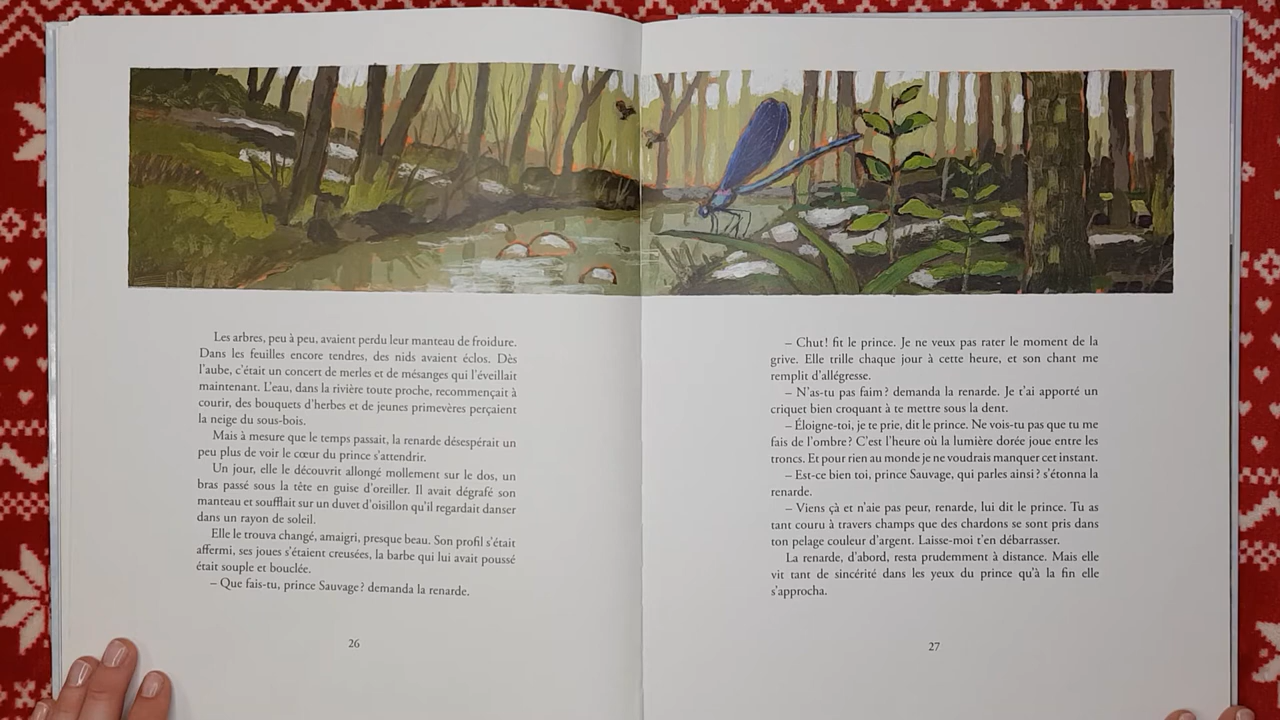 Les arbres, peu à peu, avaient perdu leur manteau de froidure.
Dans les feuilles encore tendres, des nids avaient éclos. Dès
l'aube, c'était un concert de merles et de mésanges qui l'éveillait
maintenant. L'eau, dans la rivière toute proche, recommençait à
courir, des bouquets d'herbes et de jeunes primevères perçaient
la neige du sous-bois.
Mais à mesure que le temps passait, la renarde désespérait un
peu plus de voir le cœur du prince s'attendrir.
Un jour, elle le découvrit allongé mollement sur le dos, un
bras passé sous la tête en guise d'oreiller. Il avait dégrafé son
manteau et soufflait sur un duvet d'oisillon qu'il regardait danser
dans un rayon de soleil.
Elle le trouva changé, amaigri, presque beau. Son profil s'était
affermi, ses joues s'étaient creusées, la barbe qui lui avait poussé
était souple et bouclée.
– Que fais-tu, prince Sauvage ? demanda la renarde.
26
– Chut ! fit le prince. Je ne veux pas rater le moment de la
grive. Elle trille chaque jour à cette heure, et son chant me
remplit d'allégresse.
– N'as-tu pas faim ? demanda la renarde. Je t'ai apporté un
criquet bien croquant à te mettre sous la dent.
– Éloigne-toi, je te prie, dit le prince. Ne vois-tu pas que tu me
fais de l'ombre ? C'est l'heure où la lumière dorée joue entre les
troncs. Et pour rien au monde je ne voudrais manquer cet instant.
– Est-ce bien toi, prince Sauvage, qui parles ainsi ? s'étonna la
renarde.
– Viens çà et n'aie pas peur, renarde, lui dit le prince. Tu as
tant couru à travers champs que des chardons se sont pris dans
ton pelage couleur d'argent. Laisse-moi t'en débarrasser.
La renarde, d'abord, resta prudemment à distance. Mais elle
vit tant de sincérité dans les yeux du prince qu'à la fin elle
s'approcha.
27